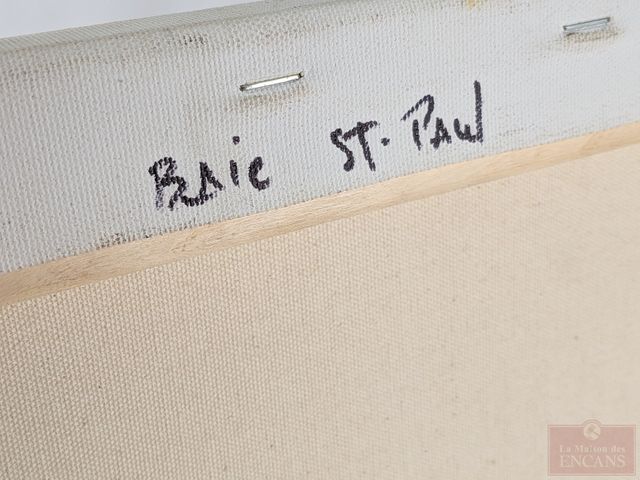 BAie ST. PAUL
La Maison des
ENCANS